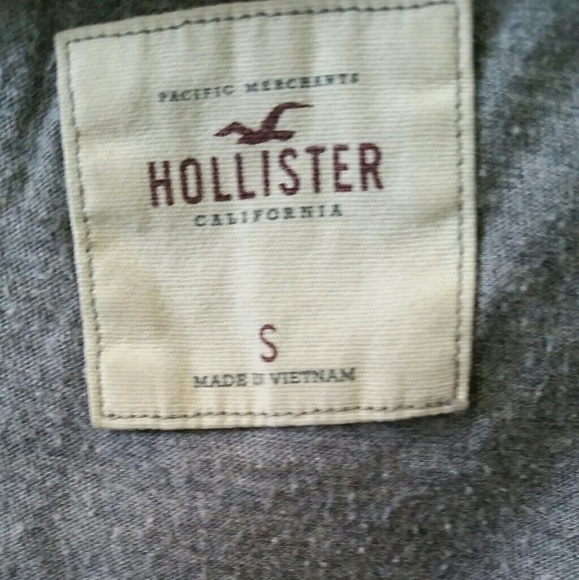 PACIFIC MERCHANTS
HOLLISTER
CALIFORNIA
S
MADE IN VIETNAM